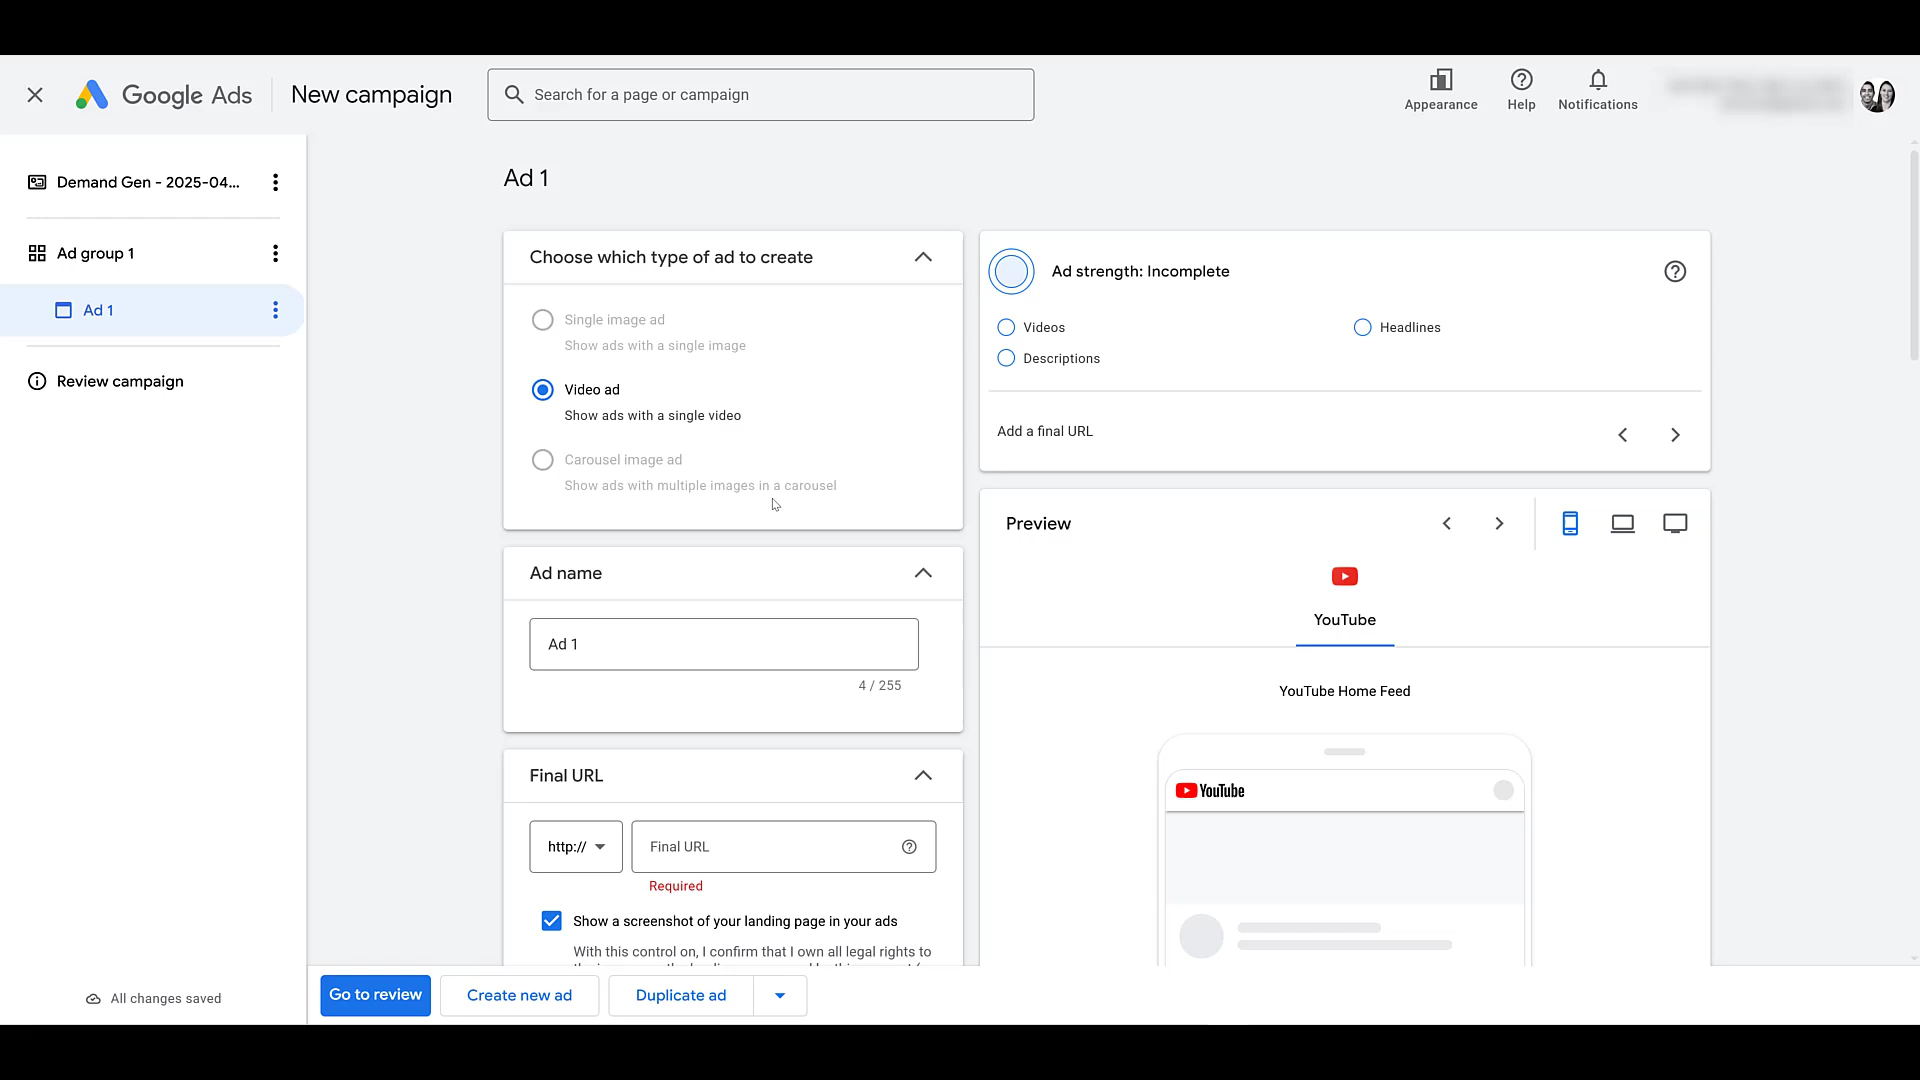 Google Ads
New campaign
Search for a page or campaign
Appearance
Help
Notifications
Demand Gen - 2025-04...
Ad group 1
Ad 1
Review campaign
All changes saved
Ad 1
Choose which type of ad to create
Single image ad
Show ads with a single image
Video ad
Show ads with a single video
Carousel image ad
Show ads with multiple images in a carousel
Ad name
Ad 1
4 / 255
Final URL
http://
Final URL
Required
Show a screenshot of your landing page in your ads
With this control on, I confirm that I own all legal rights to
Ad strength: Incomplete
Videos
Headlines
Descriptions
Add a final URL
Preview
YouTube
YouTube Home Feed
YouTube
Go to review
Create new ad
Duplicate ad